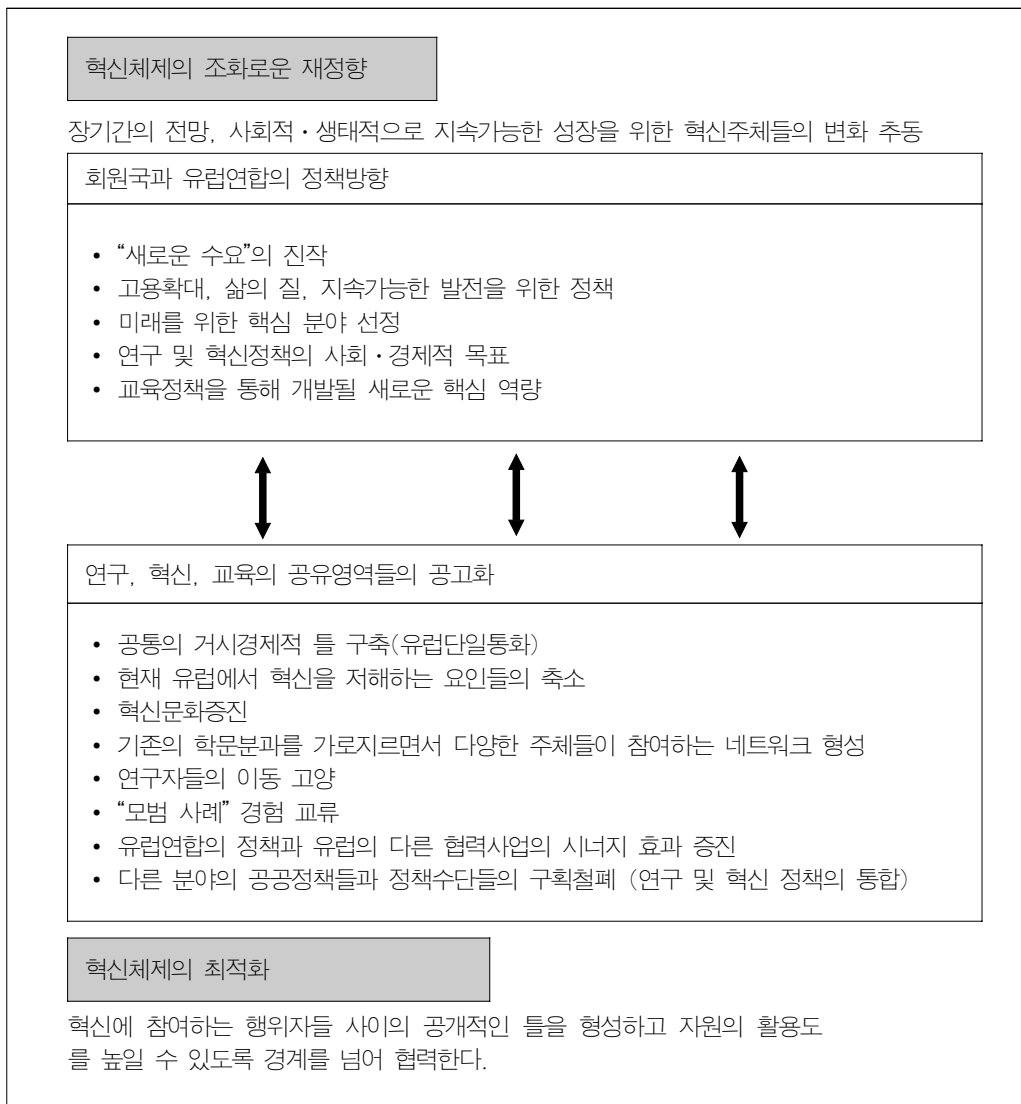 혁신체제의 조화로운 재정향
장기간의 전망, 사회적·생태적으로 지속가능한 성장을 위한 혁신주체들의 변화 추동
회원국과 유럽연합의 정책방향
• “새로운 수요”의 진작
• 고용확대, 삶의 질, 지속가능한 발전을 위한 정책
• 미래를 위한 핵심 분야 선정
• 연구 및 혁신정책의 사회·경제적 목표
• 교육정책을 통해 개발될 새로운 핵심 역량
연구, 혁신, 교육의 공유영역들의 공고화
• 공통의 거시경제적 틀 구축(유럽단일통화)
• 현재 유럽에서 혁신을 저해하는 요인들의 축소
• 혁신문화증진
• 기존의 학문분과를 가로지르면서 다양한 주체들이 참여하는 네트워크 형성
• 연구자들의 이동 고양
• “모범 사례” 경험 교류
• 유럽연합의 정책과 유럽의 다른 협력사업의 시너지 효과 증진
• 다른 분야의 공공정책들과 정책수단들의 구획철폐 (연구 및 혁신 정책의 통합)
혁신체제의 최적화
혁신에 참여하는 행위자들 사이의 공개적인 틀을 형성하고 자원의 활용도
를 높일 수 있도록 경계를 넘어 협력한다.